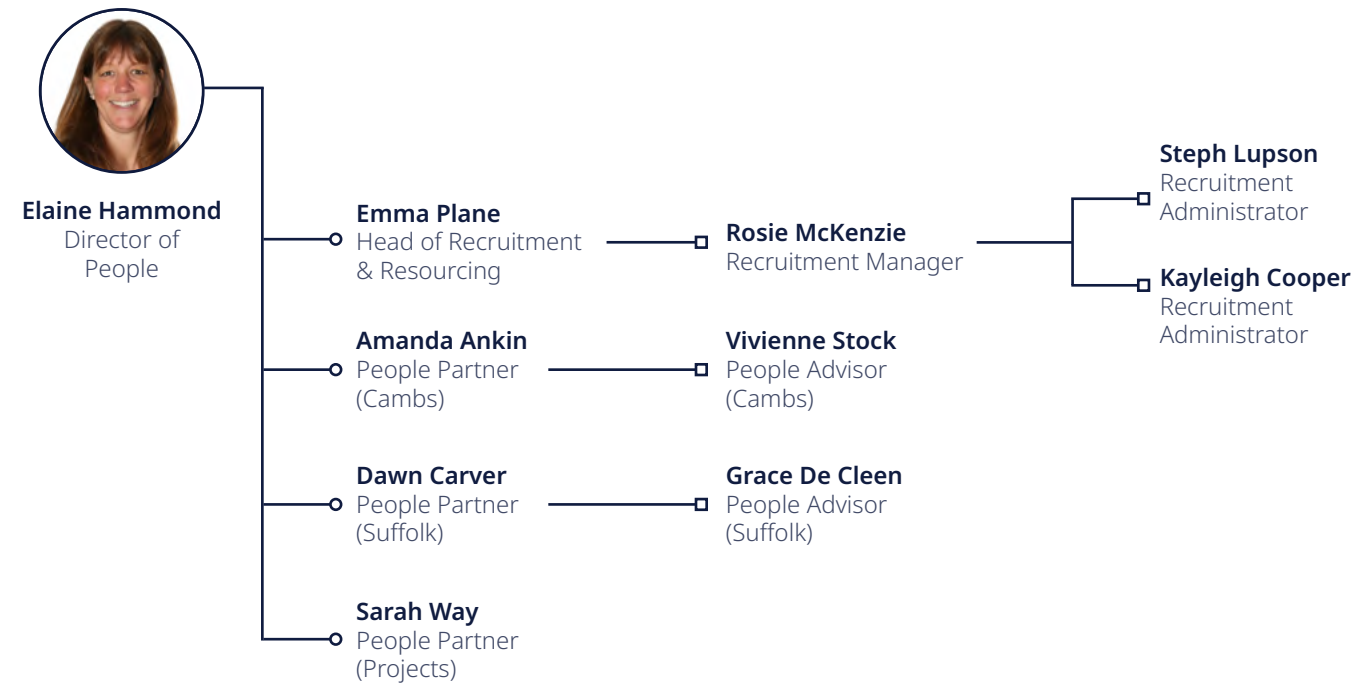 Elaine Hammond
Director of
People
Emma Plane
Head of Recruitment
& Resourcing
Rosie McKenzie
Recruitment Manager
Steph Lupson
Recruitment
Administrator
Kayleigh Cooper
Recruitment
Administrator
Amanda Ankin
People Partner
(Cambs)
Vivienne Stock
People Advisor
(Cambs)
Dawn Carver
People Partner
(Suffolk)
Grace De Cleen
People Advisor
(Suffolk)
Sarah Way
People Partner
(Projects)